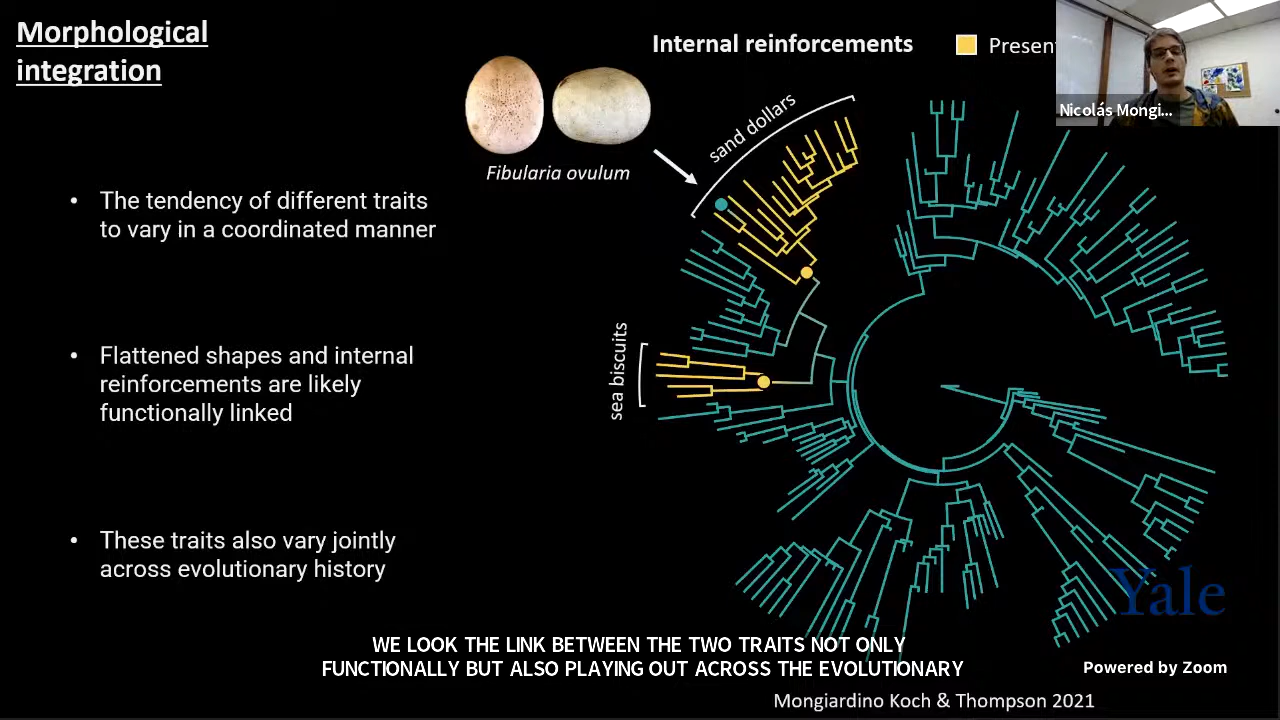 Morphological
integration
Internal reinforcements
Presen
Nicolás Mongi...
sand dollars
Fibularia ovulum
• The tendency of different traits
to vary in a coordinated manner
• Flattened shapes and internal
reinforcements are likely
functionally linked
sea biscuits
• These traits also vary jointly
across evolutionary history
Yale
WE LOOK THE LINK BETWEEN THE TWO TRAITS NOT ONLY
FUNCTIONALLY BUT ALSO PLAYING OUT ACROSS THE EVOLUTIONARY
Powered by Zoom
Mongiardino Koch & Thompson 2021